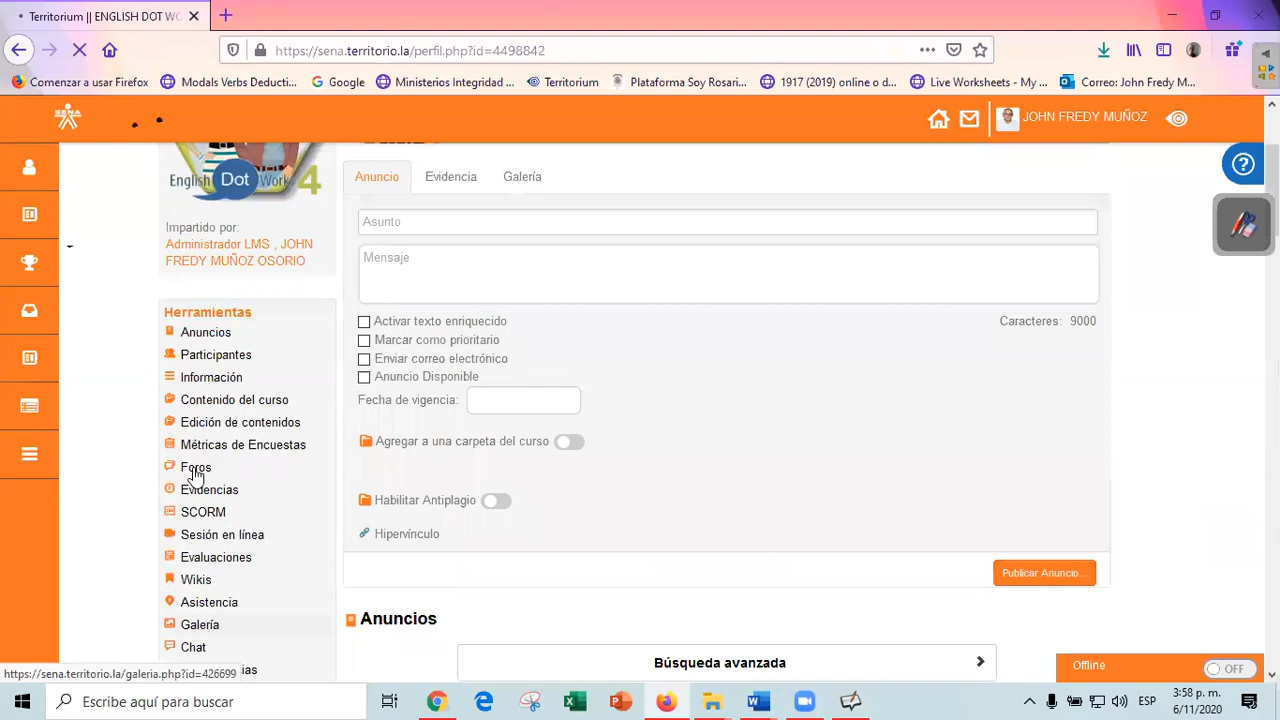 Territorium || ENGLISH DOT WO
https://sena.territorio.la/perfil.php?id=4498842
Comenzar a usar Firefox
Modals Verbs Deducti...
Google
Ministerios Integridad ...
Territorium
Plataforma Soy Rosari...
1917 (2019) online o d...
Live Worksheets - My ...
Correo: John Fredy M...
SENA
JOHN FREDY MUÑOZ
English Dot Works 4
Anuncio
Evidencia
Galería
Asunto
Impartido por:
Administrador LMS , JOHN
FREDY MUÑOZ OSORIO
Mensaje
Herramientas
Anuncios
Participantes
Información
Contenido del curso
Edición de contenidos
Métricas de Encuestas
Foros
Evidencias
SCORM
Sesión en línea
Evaluaciones
Wikis
Asistencia
Galería
Chat
ias
Activar texto enriquecido
Caracteres: 9000
Marcar como prioritario
Enviar correo electrónico
Anuncio Disponible
Fecha de vigencia:
Agregar a una carpeta del curso
Habilitar Antiplagio
Hipervínculo
Publicar Anuncio...
Anuncios
Búsqueda avanzada
Offline
OFF
https://sena.territorio.la/galeria.php?id=426699
Escribe aquí para buscar
ESP
3:58 p. m.
6/11/2020